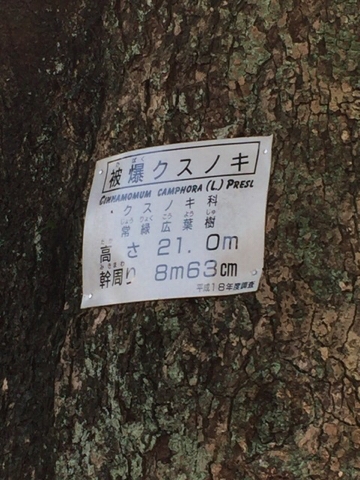 被爆クスノキ
CINNAMOMUM CAMPHORA (L.) PRESL
・クスノキ科
常緑広葉樹
高さ 21.0m
幹周り 8m63cm
平成18年度調査